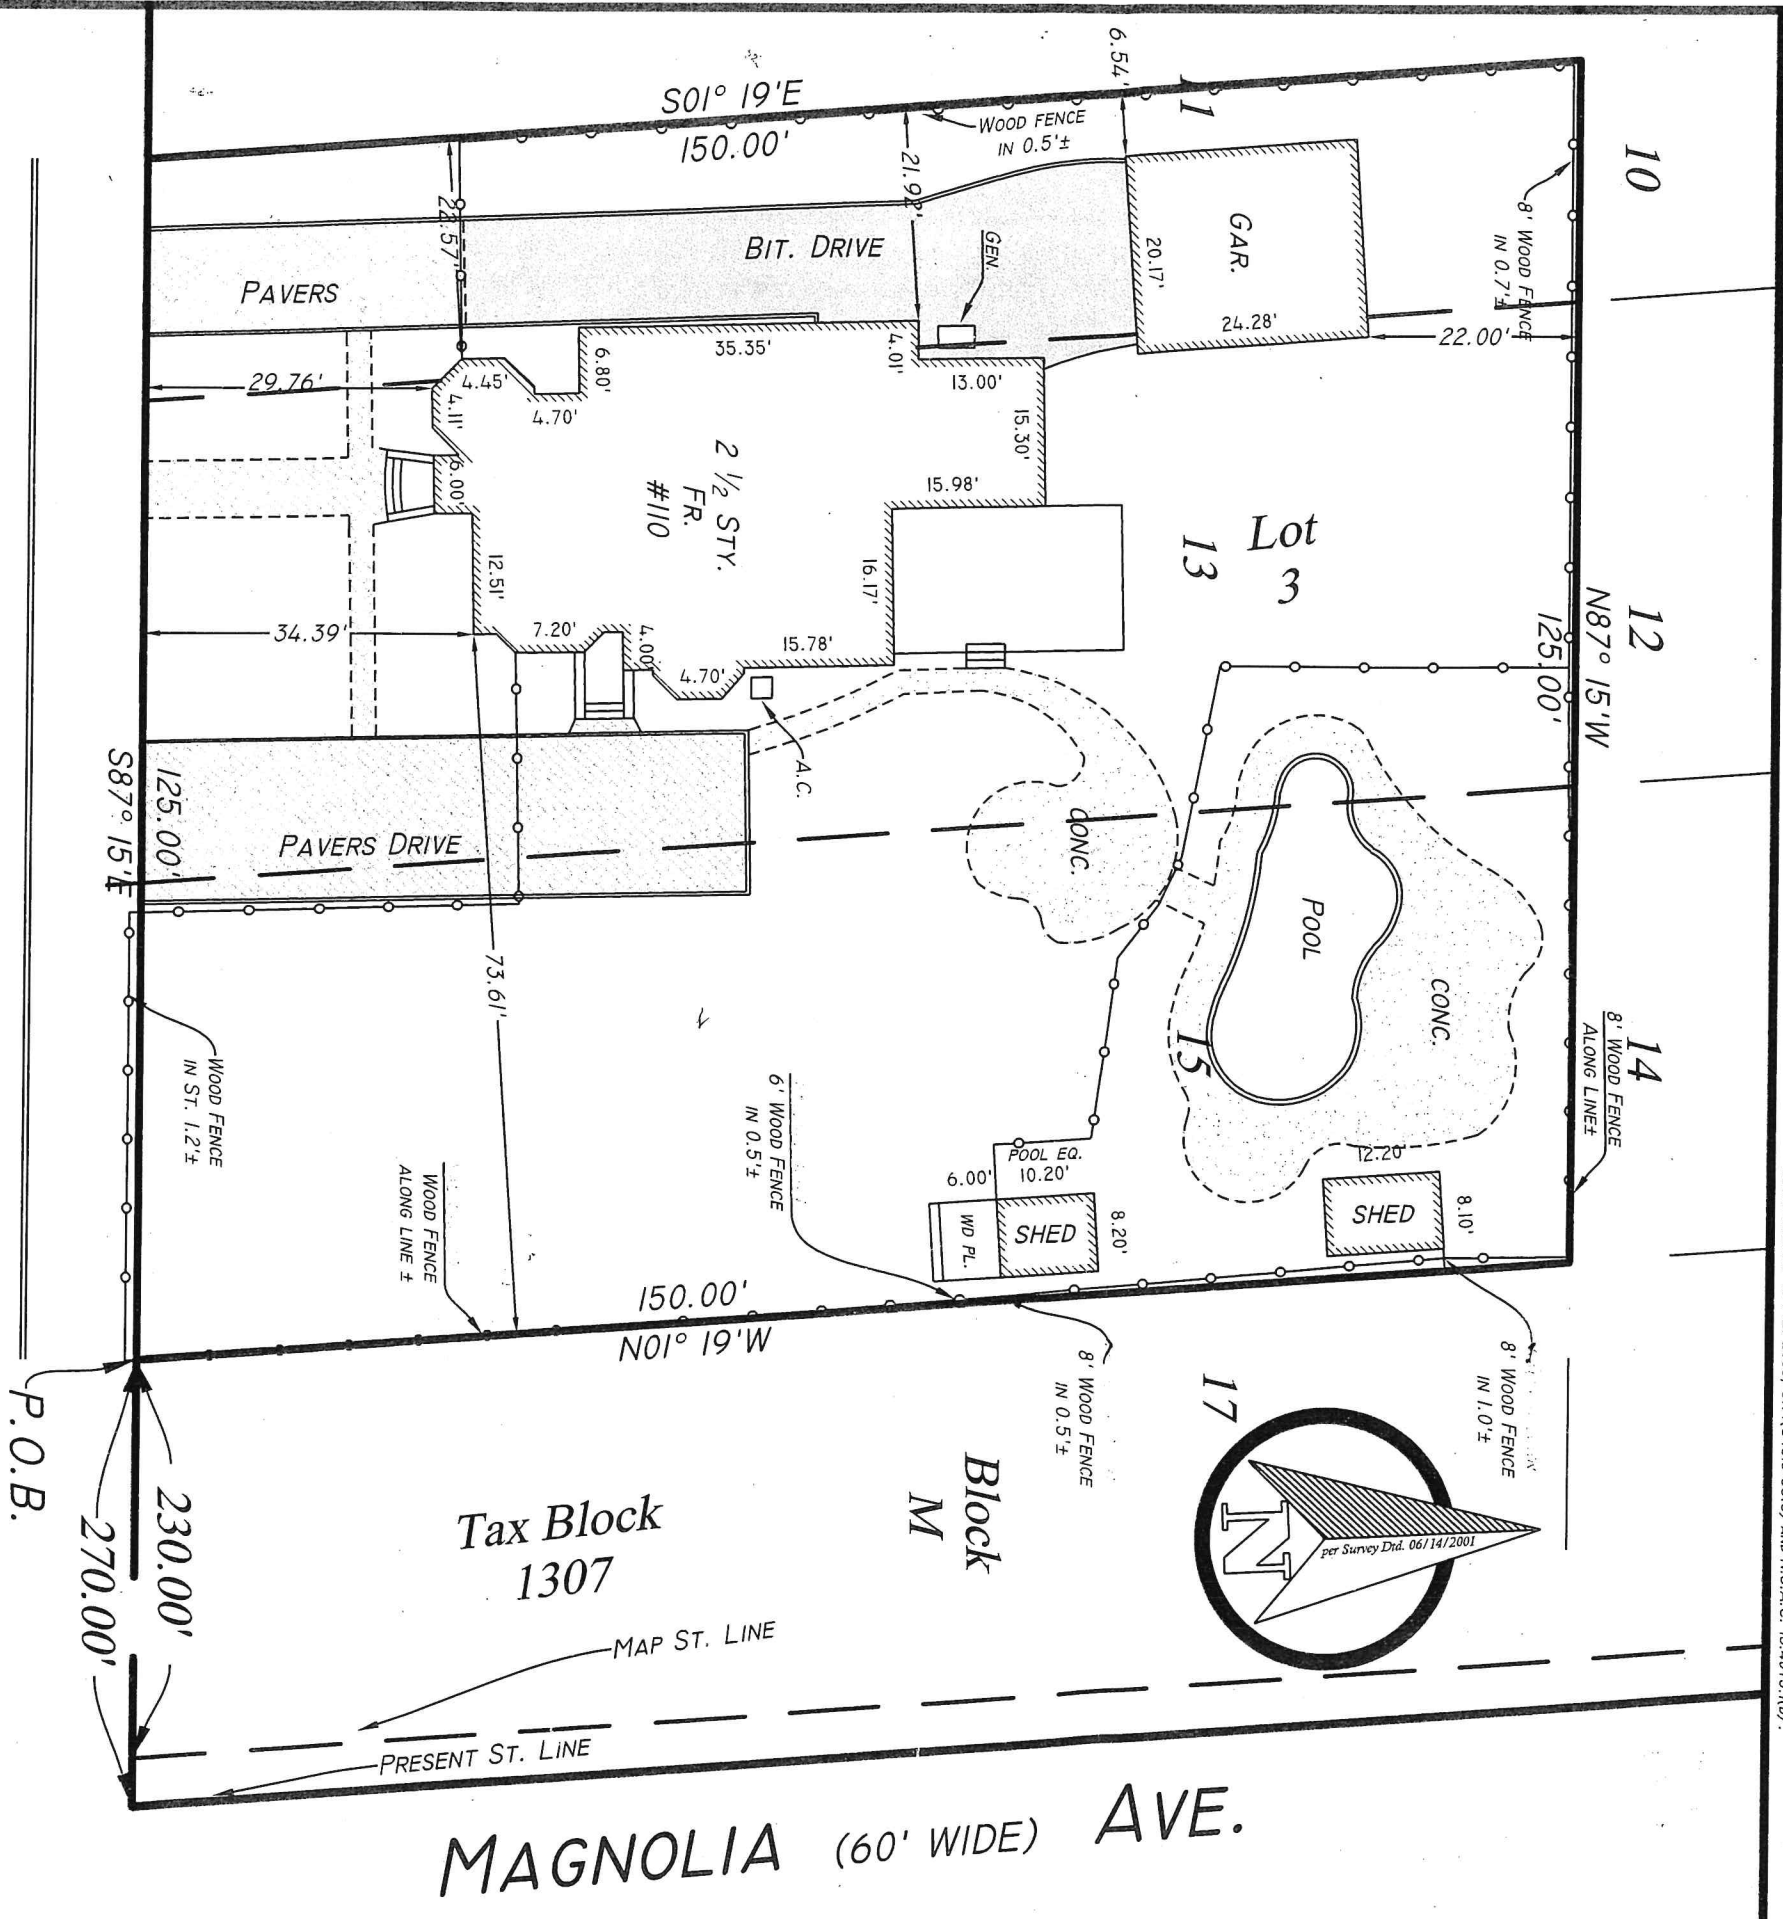 S01° 19'E
150.00'
WOOD FENCE
IN 0.5'±
6.54'
11
10
8' WOOD FENCE
IN 0.7'±
22.57'
21.92'
BIT. DRIVE
GEN.
GAR.
20.17'
24.28'
22.00'
PAVERS
29.76'
4.45'
4.11'
4.70'
6.80'
35.35'
4.01'
13.00'
15.30'
15.98'
6.00'
2 ½ STY.
FR.
#110
12.51'
16.17'
34.39'
7.20'
4.00'
4.70'
15.78'
Lot
3
13
12
N87° 15'W
125.00'
A.C.
S87° 15'E
125.00'
PAVERS DRIVE
CONC.
POOL
CONC.
15
14
8' WOOD FENCE
ALONG LINE±
73.61'
WOOD FENCE
IN ST. 1.2'±
WOOD FENCE
ALONG LINE ±
6' WOOD FENCE
IN 0.5'±
POOL EQ.
10.20'
6.00'
WD PL.
SHED
8.20'
12.20'
SHED
8.10'
150.00'
N01° 19'W
8' WOOD FENCE
IN 0.5'±
8' WOOD FENCE
IN 1.0'±
17
P.O.B.
230.00'
270.00'
Tax Block
1307
Block
M
N
per Survey Dtd. 06/14/2001
MAP ST. LINE
PRESENT ST. LINE
MAGNOLIA (60' WIDE) AVE.